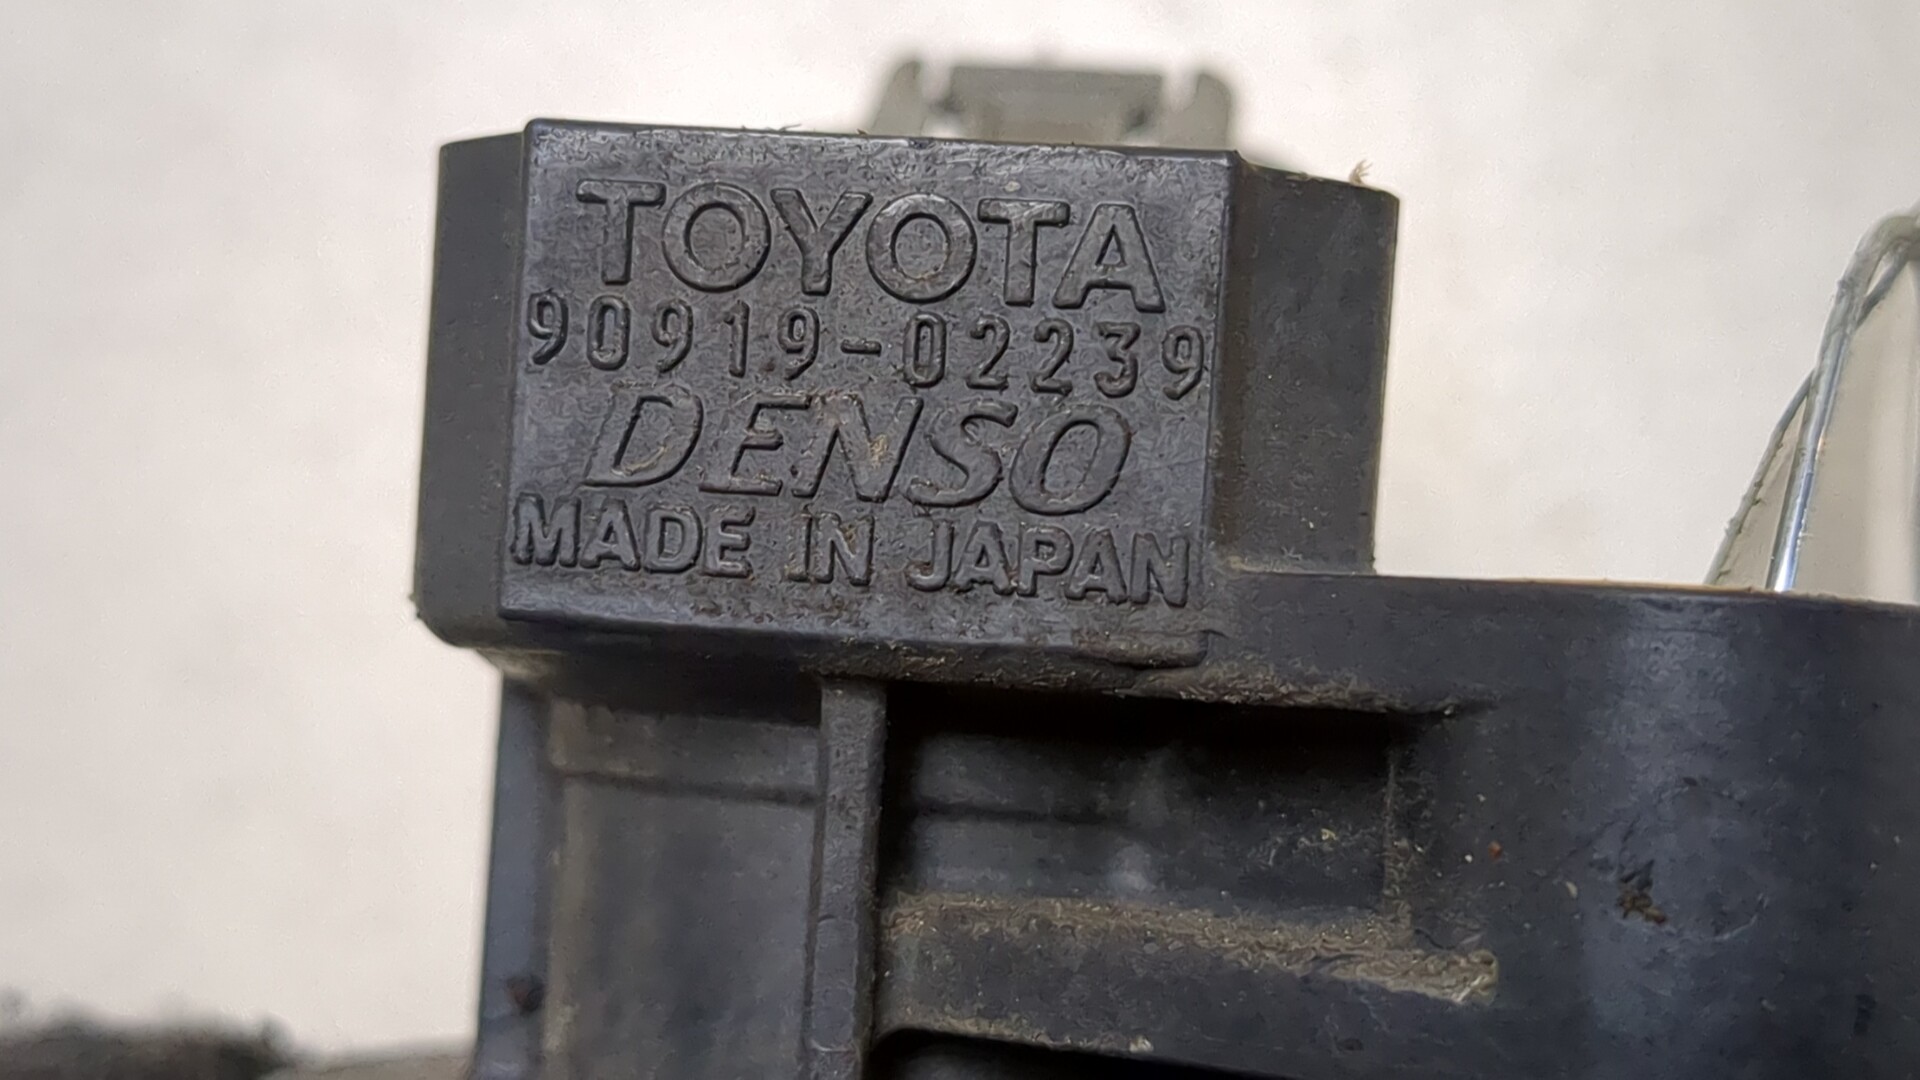 TOYOTA
90919-02239
DENSO
MADE IN JAPAN